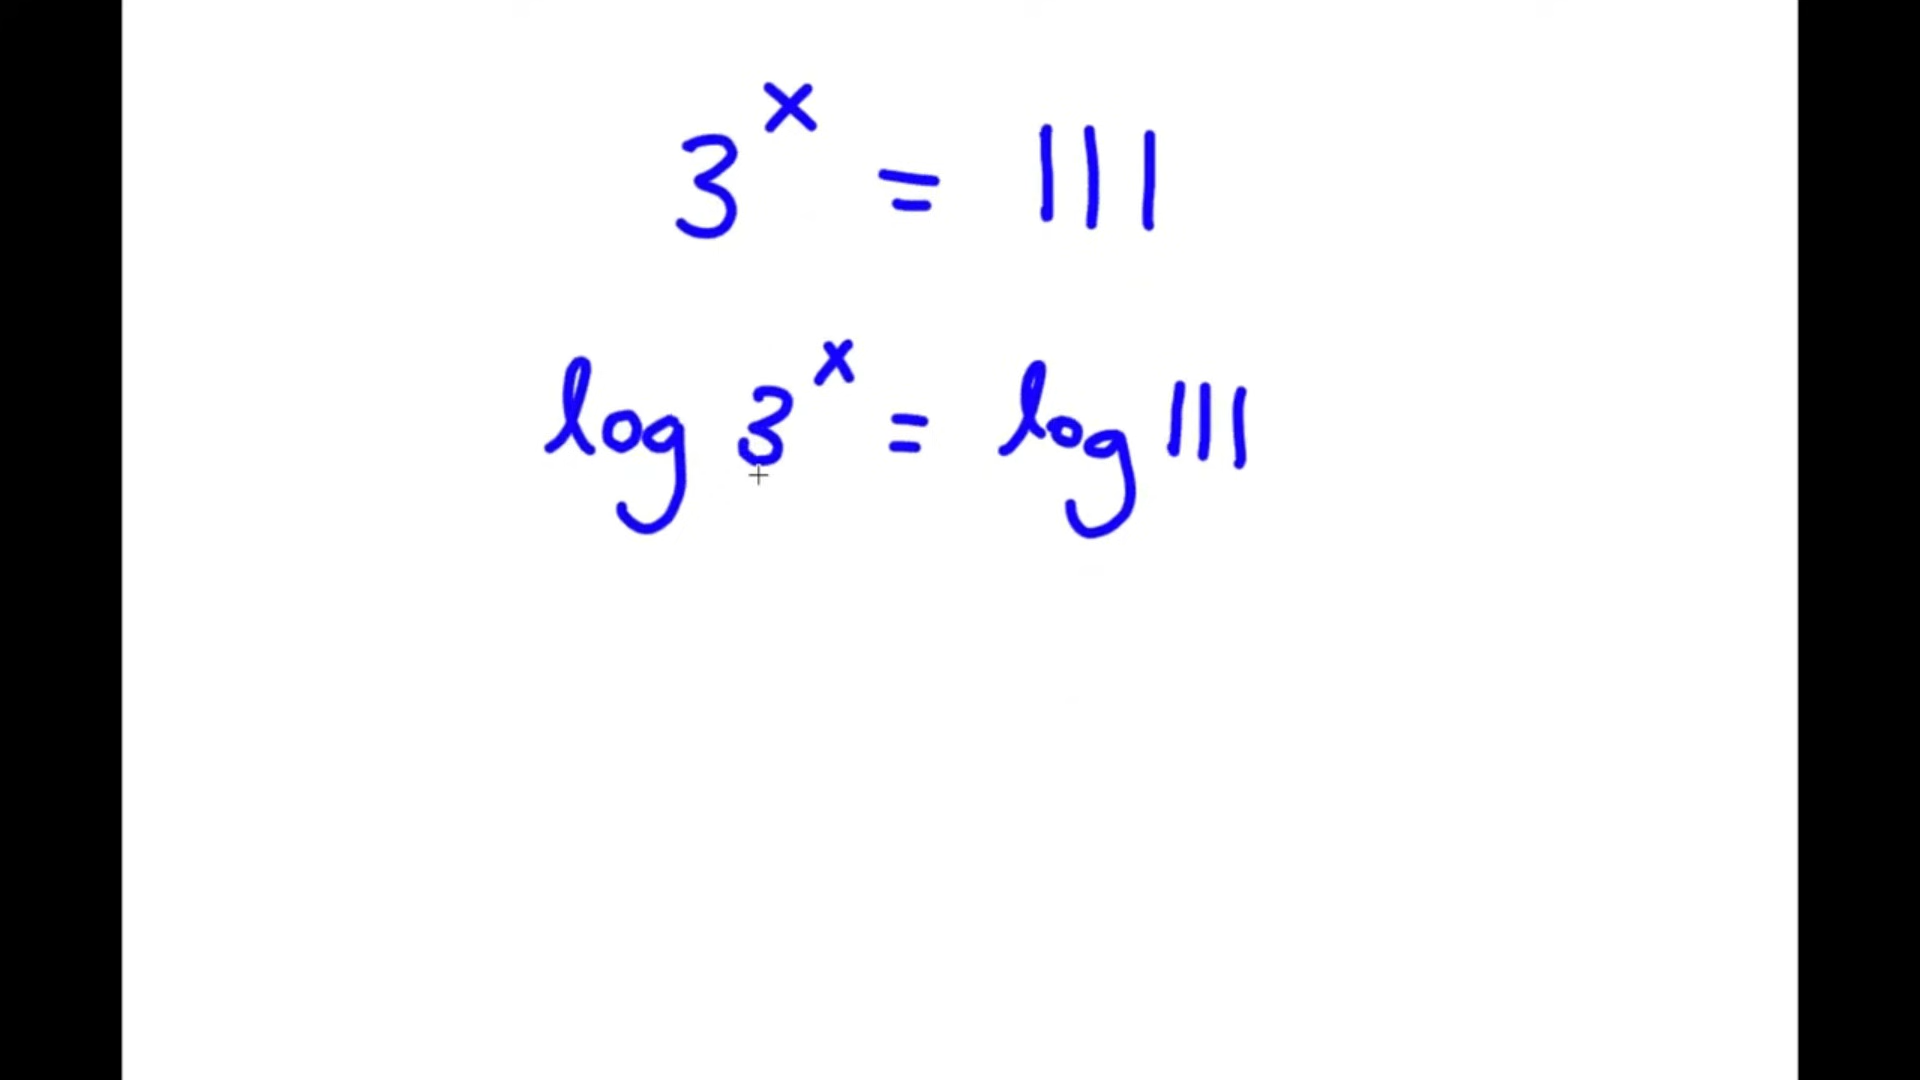 3^x = 111
log 3^x = log 111